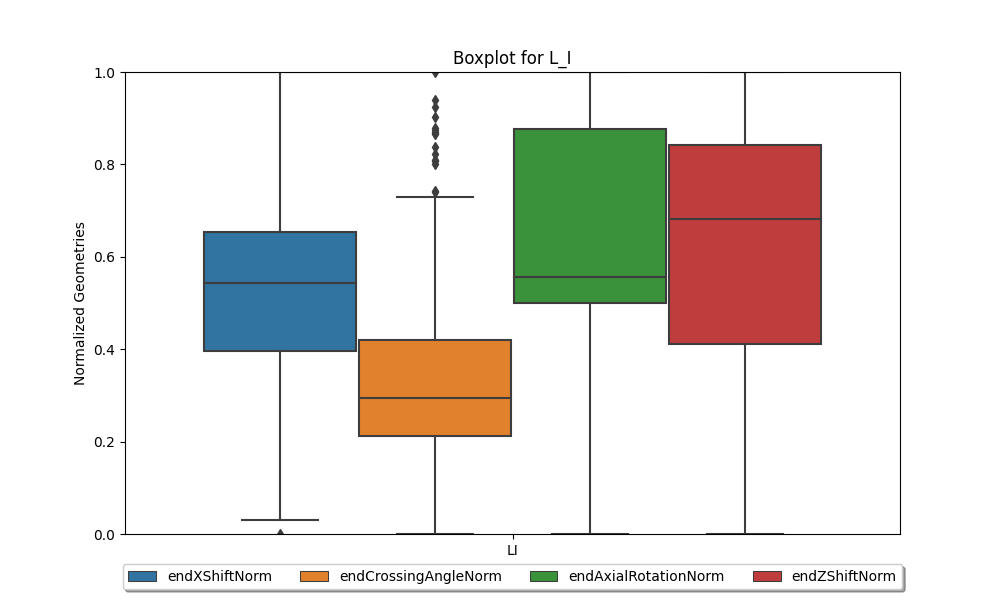 Boxplot for L_I
1.0
0.8
0.6
0.4
0.2
0.0
Normalized Geometries
LI
endXShiftNorm endCrossingAngleNorm endAxialRotationNorm endZShiftNorm